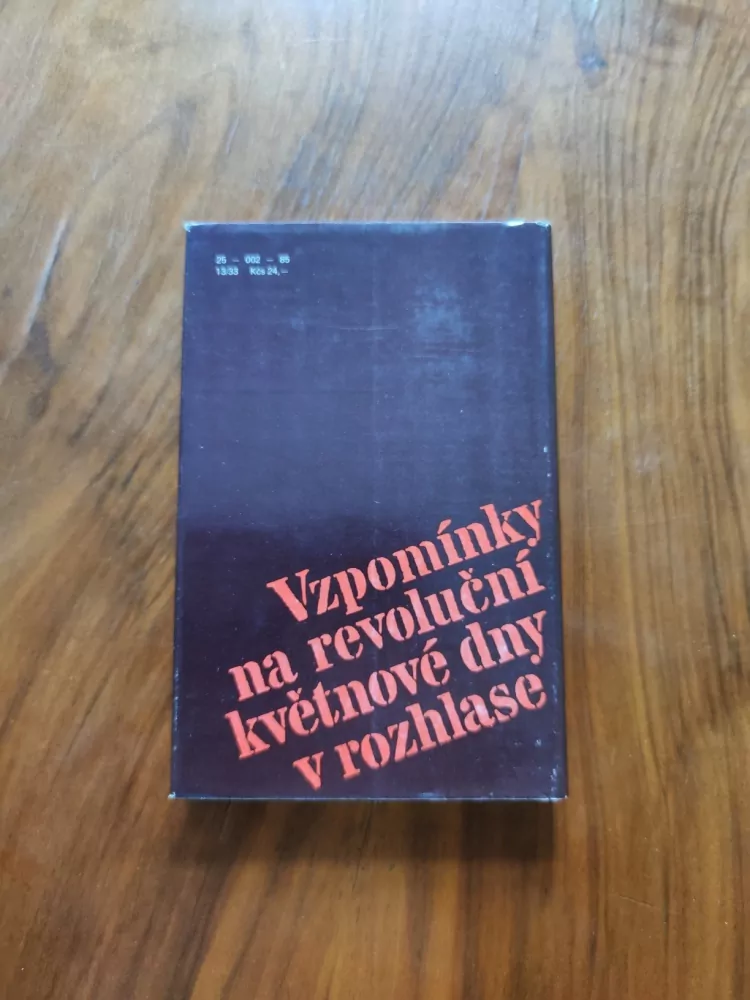 25 — 002 — 85
13/33 Kčs 24,—
Vzpomínky
na revoluční
květnové dny
v rozhlase